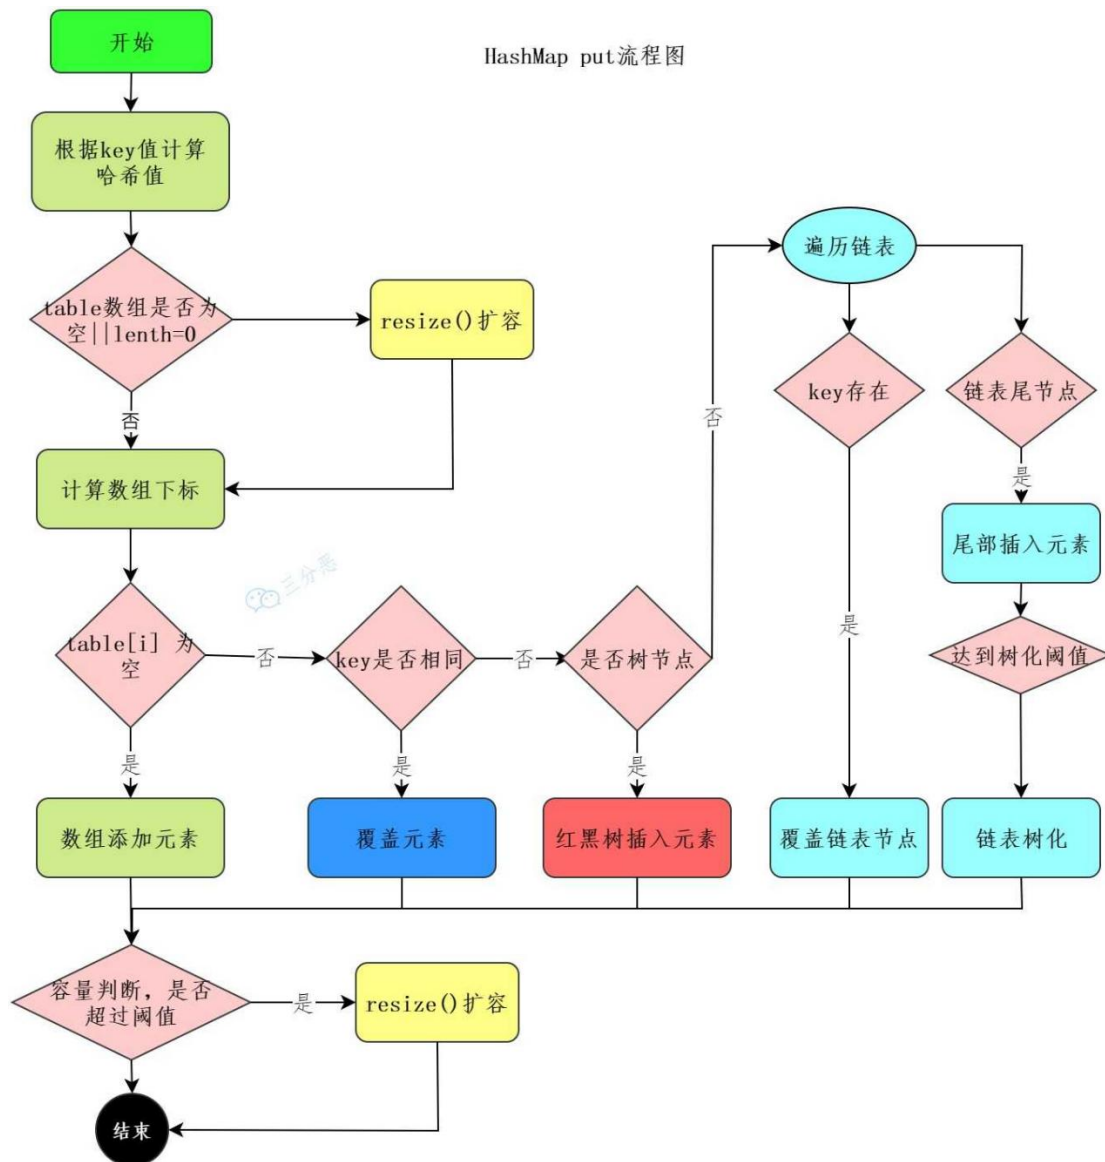 开始
HashMap put流程图
根据key值计算
哈希值
遍历链表
table数组是否为
空||lenth=0
resize()扩容
key存在
链表尾节点
否
否
是
计算数组下标
尾部插入元素
三分恶
table[i] 为
空
否
key是否相同
否
是否树节点
是
达到树化阈值
是
是
是
数组添加元素
覆盖元素
红黑树插入元素
覆盖链表节点
链表树化
容量判断，是否
超过阈值
是
resize()扩容
结束